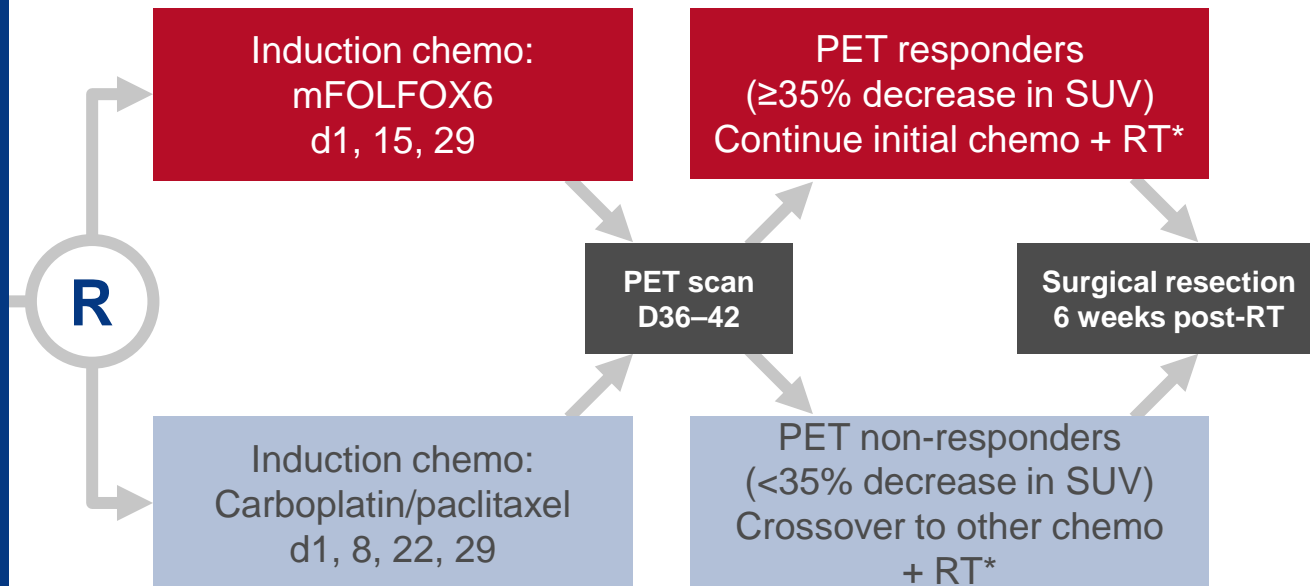 Induction chemo:
mFOLFOX6
d1, 15, 29
PET responders
(≥35% decrease in SUV)
Continue initial chemo + RT*
R
PET scan
D36–42
Surgical resection
6 weeks post-RT
Induction chemo:
Carboplatin/paclitaxel
d1, 8, 22, 29
PET non-responders
(<35% decrease in SUV)
Crossover to other chemo
+ RT*